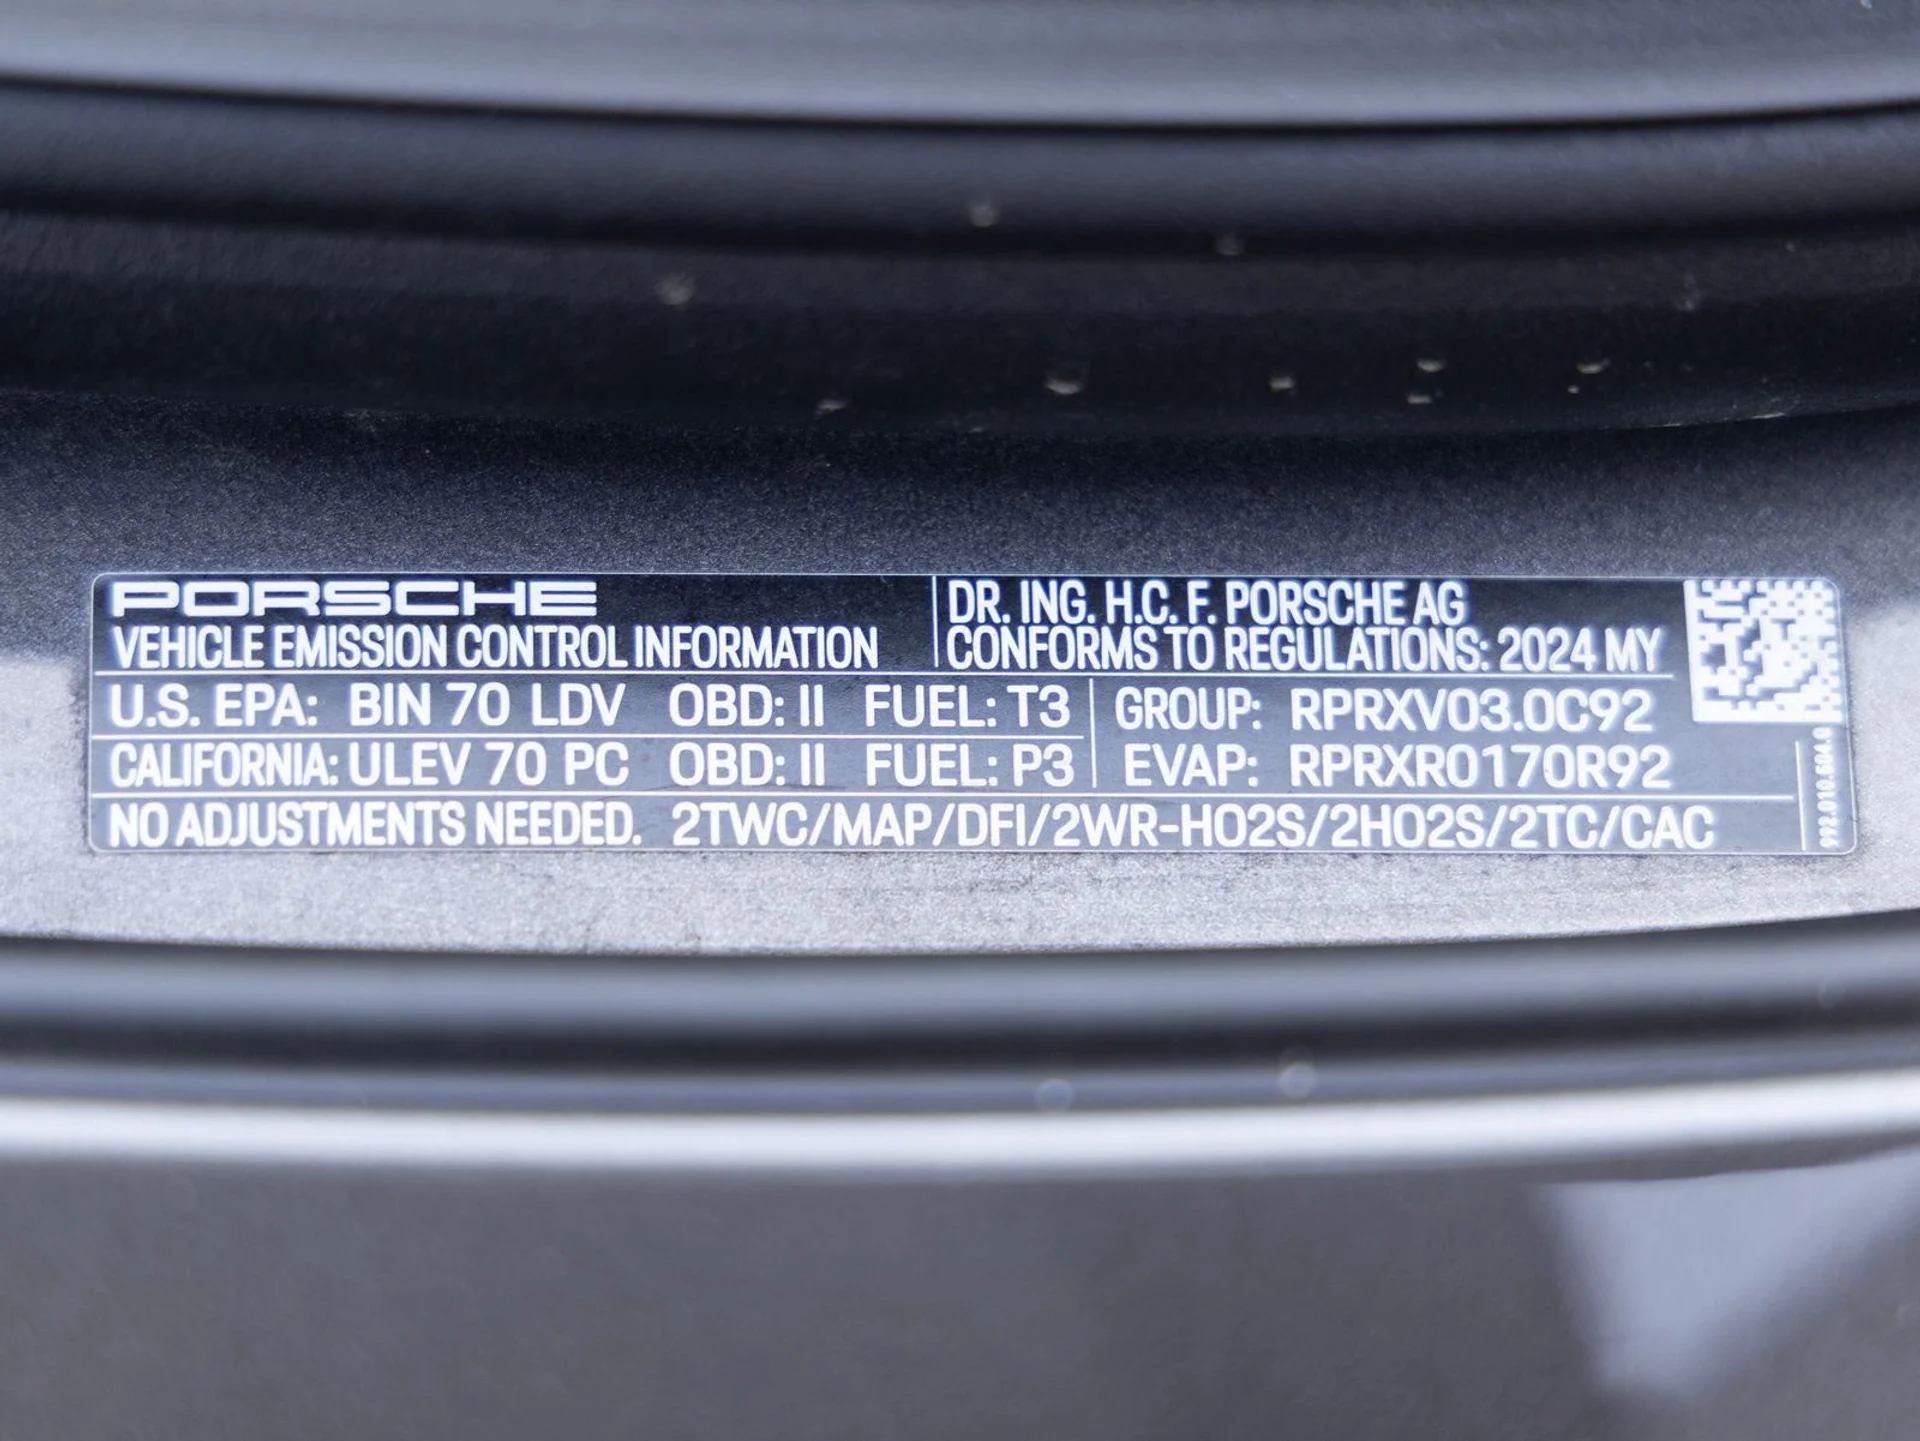 PORSCHE
VEHICLE EMISSION CONTROL INFORMATION
DR. ING. H.C. F. PORSCHE AG
CONFORMS TO REGULATIONS: 2024 MY
U.S. EPA: BIN 70 LDV OBD: II FUEL: T3
CALIFORNIA: ULEV 70 PC OBD: II FUEL: P3
GROUP: RPRXV03.0C92
EVAP: RPRXR0170R92
NO ADJUSTMENTS NEEDED. 2TWC/MAP/DFI/2WR-HO2S/2HO2S/2TC/CAC